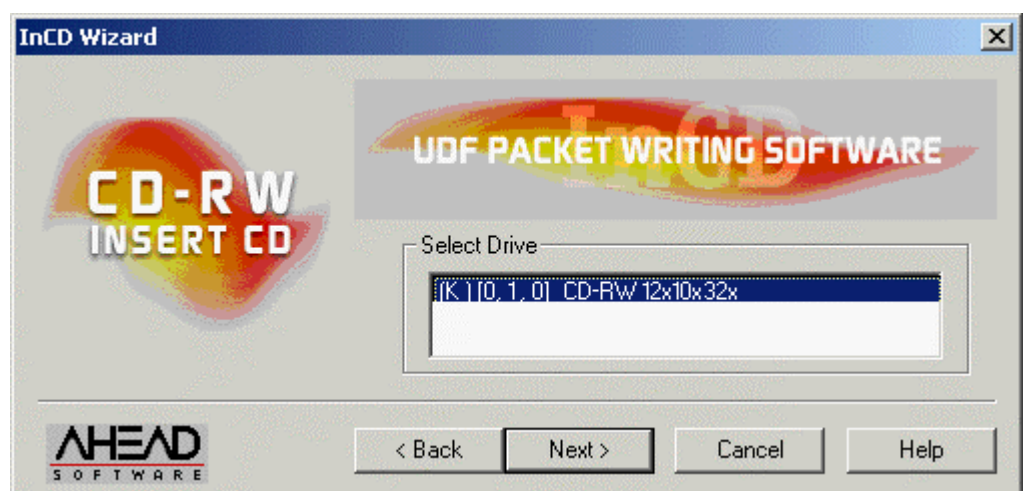 InCD Wizard
CD-RW
INSERT CD
InCD
UDF PACKET WRITING SOFTWARE
Select Drive
(K ) [0, 1, 0] CD-RW 12x10x32x
AHEAD
SOFTWARE
< Back
Next >
Cancel
Help